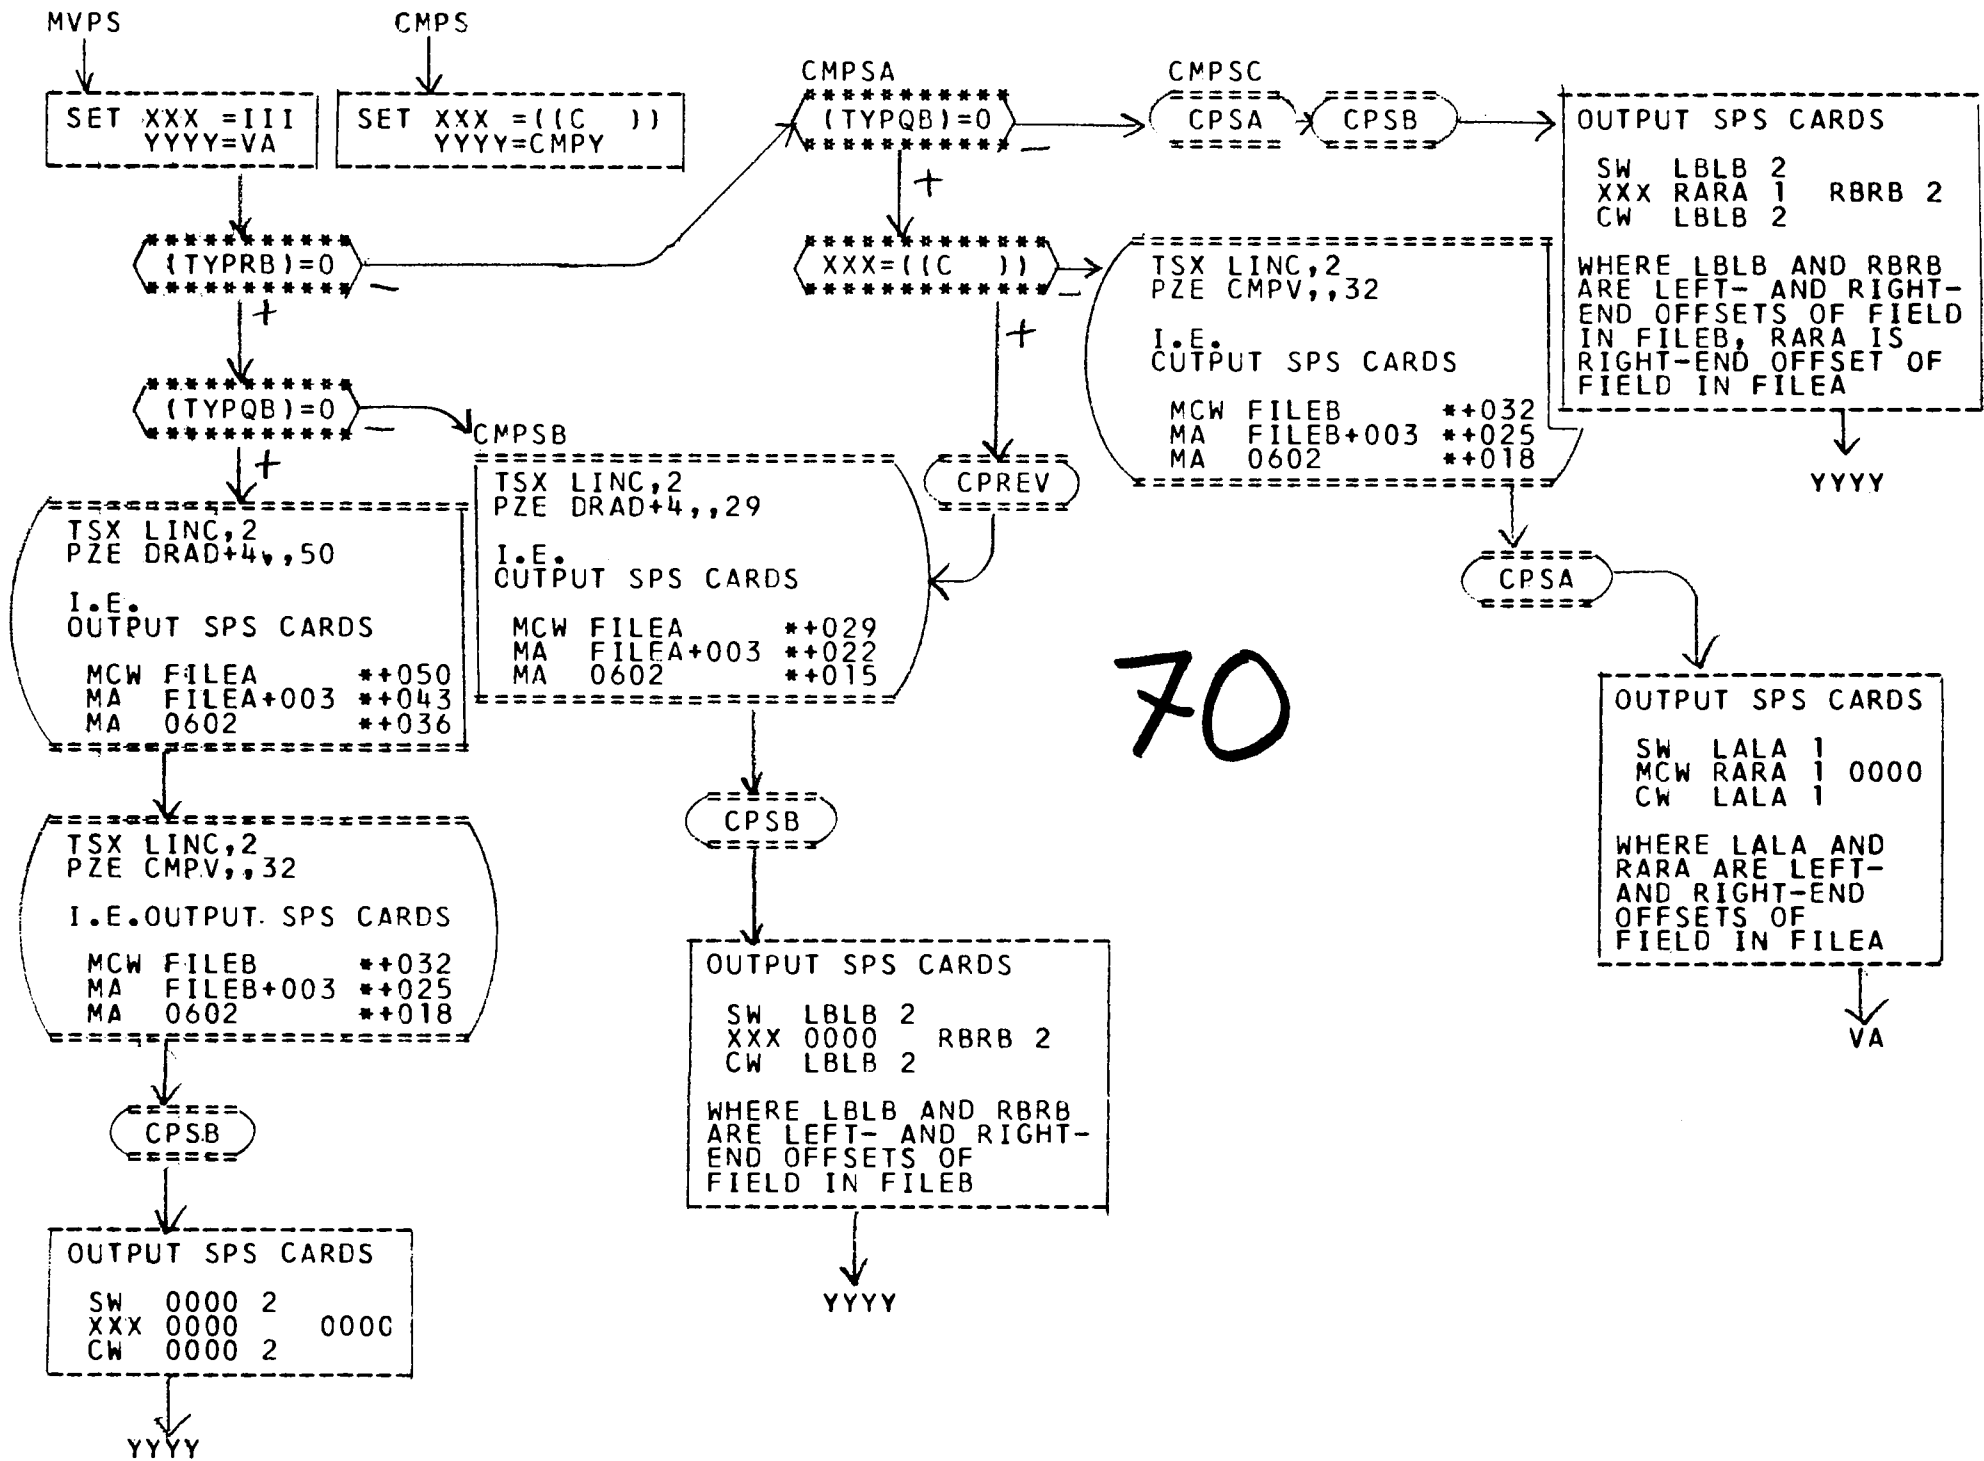 MVPS
SET XXX =III
YYYY=VA
CMPS
SET XXX =((C   ))
YYYY=CMPY
***********
(TYPRB)=0
***********
+
-
***********
(TYPQB)=0
***********
+
-
TSX LINC,2
PZE DRAD+4,,50
I.E.
OUTPUT SPS CARDS
MCW FILEA     *+050
MA  FILEA+003 *+043
MA  0602      *+036
TSX LINC,2
PZE CMPV,,32
I.E.OUTPUT SPS CARDS
MCW FILEB     *+032
MA  FILEB+003 *+025
MA  0602      *+018
CPSB
OUTPUT SPS CARDS
SW  0000 2
XXX 0000    0000
CW  0000 2
YYYY
CMPSB
TSX LINC,2
PZE DRAD+4,,29
I.E.
OUTPUT SPS CARDS
MCW FILEA     *+029
MA  FILEA+003 *+022
MA  0602      *+015
CPSB
OUTPUT SPS CARDS
SW  LBLB 2
XXX 0000   RBRB 2
CW  LBLB 2
WHERE LBLB AND RBRB
ARE LEFT- AND RIGHT-
END OFFSETS OF
FIELD IN FILEB
YYYY
CMPSA
***********
(TYPQB)=0
***********
+
-
*************
XXX=((C   ))
*************
+
-
CPREV
CMPSC
CPSA
CPSB
OUTPUT SPS CARDS
SW  LBLB 2
XXX RARA 1  RBRB 2
CW  LBLB 2
WHERE LBLB AND RBRB
ARE LEFT- AND RIGHT-
END OFFSETS OF FIELD
IN FILEB, RARA IS
RIGHT-END OFFSET OF
FIELD IN FILEA
YYYY
TSX LINC,2
PZE CMPV,,32
I.E.
OUTPUT SPS CARDS
MCW FILEB     *+032
MA  FILEB+003 *+025
MA  0602      *+018
CPSA
OUTPUT SPS CARDS
SW  LALA 1
MCW RARA 1 0000
CW  LALA 1
WHERE LALA AND
RARA ARE LEFT-
AND RIGHT-END
OFFSETS OF
FIELD IN FILEA
VA
70